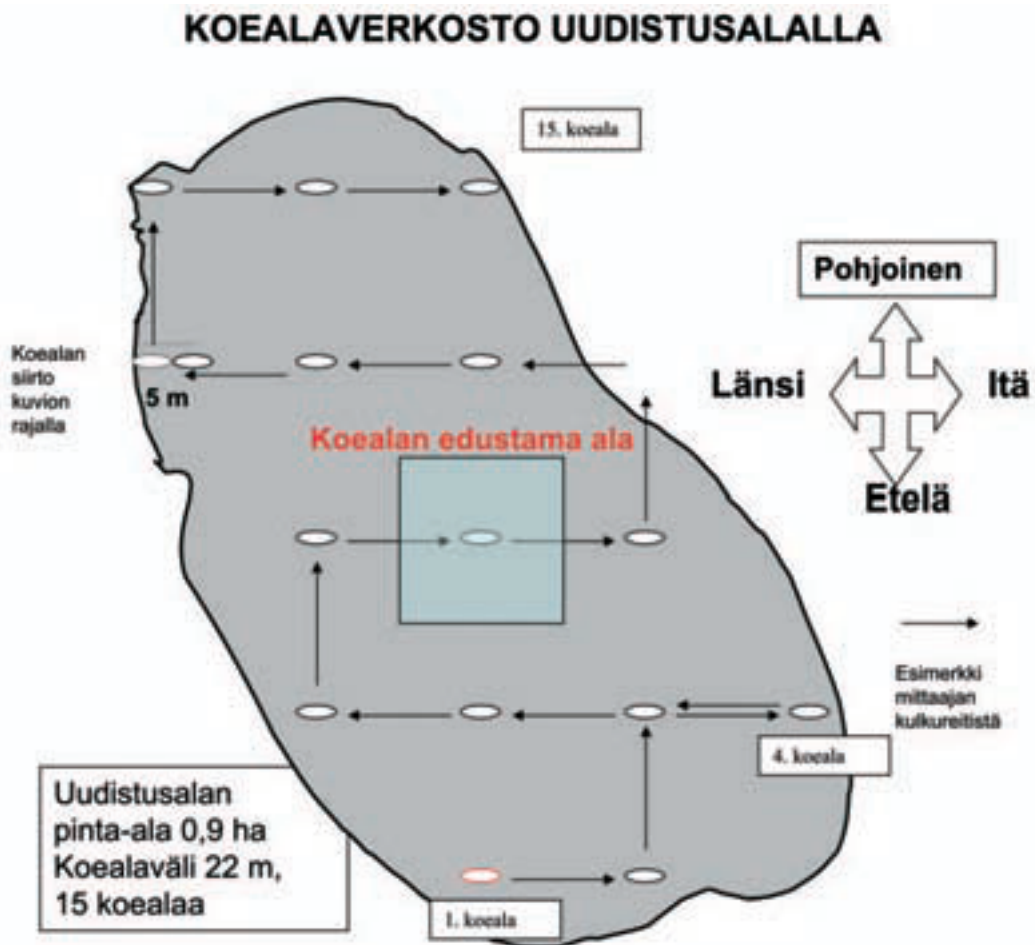 KOEALAVERKOSTO UUDISTUSALALLA
15. koeala
Pohjoinen
Länsi
Itä
Etelä
Koealan
siirto
kuvion
rajalla
5 m
Koealan edustama ala
Esimerkki
mittaajan
kulkureitistä
4. koeala
Uudistusalan
pinta-ala 0,9 ha
Koealaväli 22 m,
15 koealaa
1. koeala